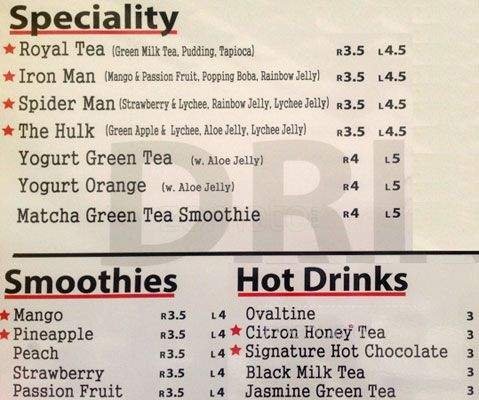 Speciality
Royal Tea (Green Milk Tea, Pudding, Tapioca) R3.5 L4.5
Iron Man (Mango & Passion Fruit, Popping Boba, Rainbow Jelly) R3.5 L4.5
Spider Man (Strawberry & Lychee, Rainbow Jelly, Lychee Jelly) R3.5 L4.5
The Hulk (Green Apple & Lychee, Aloe Jelly, Lychee Jelly) R3.5 L4.5
Yogurt Green Tea (w. Aloe Jelly) R4 L5
Yogurt Orange (w. Aloe Jelly) R4 L5
Matcha Green Tea Smoothie R4 L5
DRI
Smoothies
Mango R3.5 L4
Pineapple R3.5 L4
Peach R3.5 L4
Strawberry R3.5 L4
Passion Fruit R3.5 L4
Hot Drinks
Ovaltine 3
Citron Honey Tea 3
Signature Hot Chocolate 3
Black Milk Tea 3
Jasmine Green Tea 3